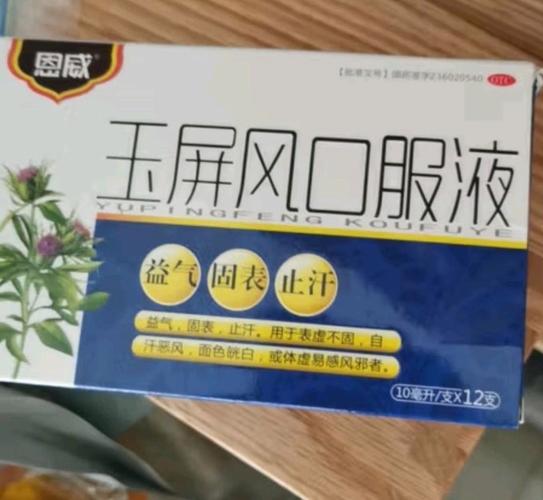 恩威®
【批准文号】国药准字Z36020540 OTC
玉屏风口服液
YUPINGFENG KOUFUYE
益气 固表 止汗
益气，固表，止汗。用于表虚不固，自
汗恶风，面色㿠白，或体虚易感风邪者。
10毫升/支X12支